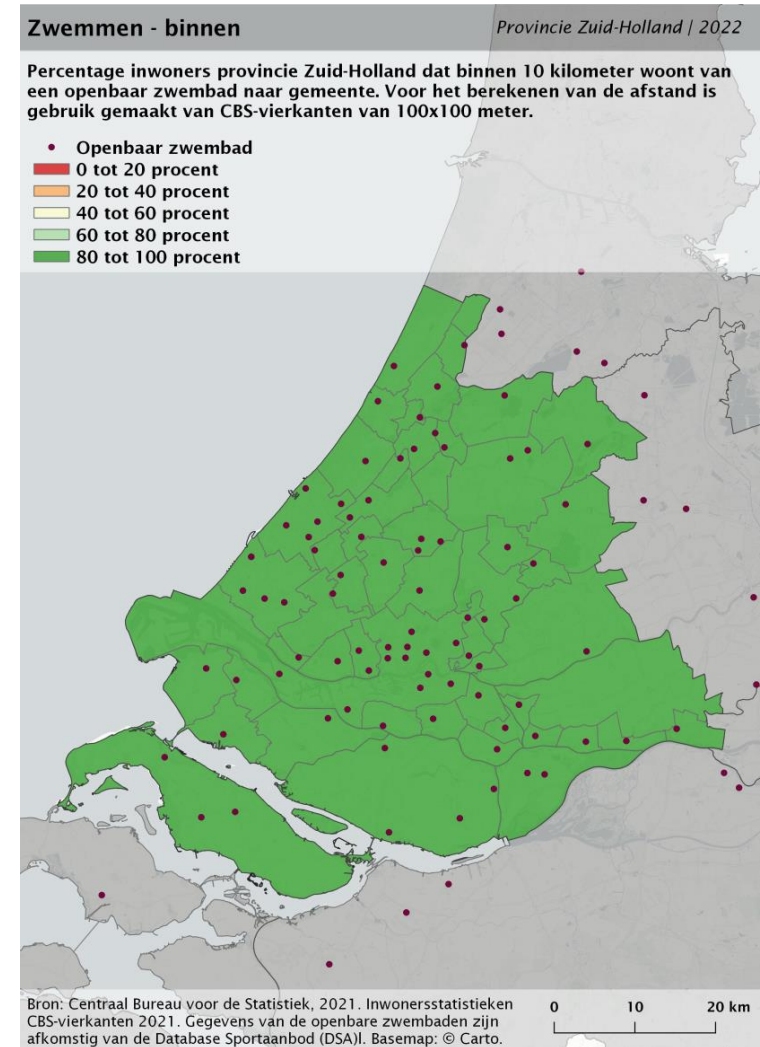 Zwemmen - binnen
Provincie Zuid-Holland | 2022
Percentage inwoners provincie Zuid-Holland dat binnen 10 kilometer woont van
een openbaar zwembad naar gemeente. Voor het berekenen van de afstand is
gebruik gemaakt van CBS-vierkanten van 100x100 meter.
Openbaar zwembad
0 tot 20 procent
20 tot 40 procent
40 tot 60 procent
60 tot 80 procent
80 tot 100 procent
Bron: Centraal Bureau voor de Statistiek, 2021. Inwonersstatistieken
CBS-vierkanten 2021. Gegevens van de openbare zwembaden zijn
afkomstig van de Database Sportaanbod (DSA)l. Basemap: © Carto.
0 10 20 km